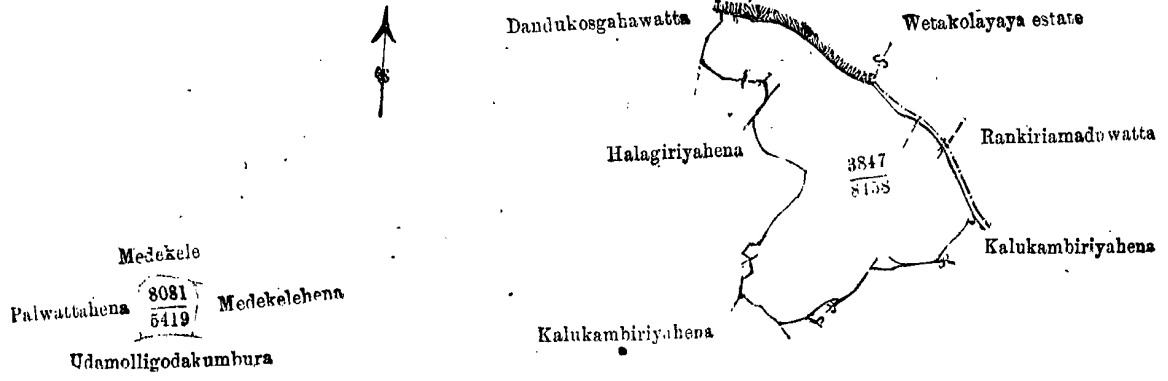 Dandukosgahawatta
Wetakolayaya estate
Halagiriyahena
Rankiriamaduwatta
3847
8158
Kalukambiriyahena
Kalukambiriyahena
Medekele
Palwattahena
8081
5419
Medekelehena
Udamolligodakumbura